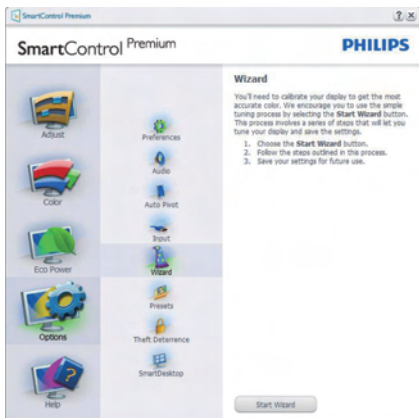 SmartControl Premium
SmartControl Premium
PHILIPS
Adjust
Color
Eco Power
Options
Help
Preferences
Audio
Auto Pivot
Input
Wizard
Presets
Theft Deterrence
SmartDesktop
Wizard
You'll need to calibrate your display to get the most
accurate color. We encourage you to use the simple
tuning process by selecting the Start Wizard button.
This process involves a series of steps that will let you
tune your display and save the settings.
1. Choose the Start Wizard button.
2. Follow the steps outlined in this process.
3. Save your settings for future use.
Start Wizard